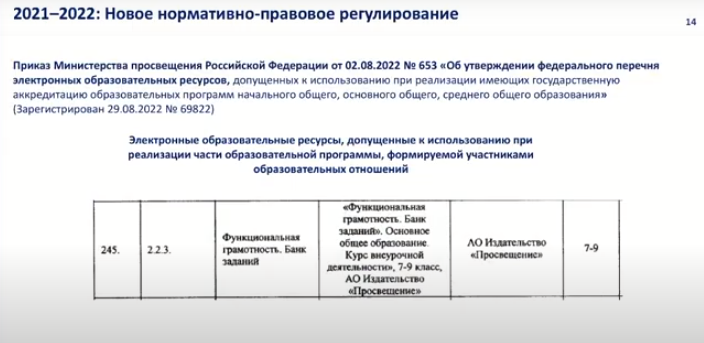 2021–2022: Новое нормативно-правовое регулирование
14
Приказ Министерства просвещения Российской Федерации от 02.08.2022 № 653 «Об утверждении федерального перечня
электронных образовательных ресурсов, допущенных к использованию при реализации имеющих государственную
аккредитацию образовательных программ начального общего, основного общего, среднего общего образования»
(Зарегистрирован 29.08.2022 № 69822)
Электронные образовательные ресурсы, допущенные к использованию при
реализации части образовательной программы, формируемой участниками
образовательных отношений
245.
2.2.3.
Функциональная
грамотность. Банк
заданий
«Функциональная
грамотность. Банк
заданий». Основное
общее образование.
Курс внеурочной
деятельности», 7-9 класс,
АО Издательство
«Просвещение»
АО Издательство
«Просвещение»
7-9